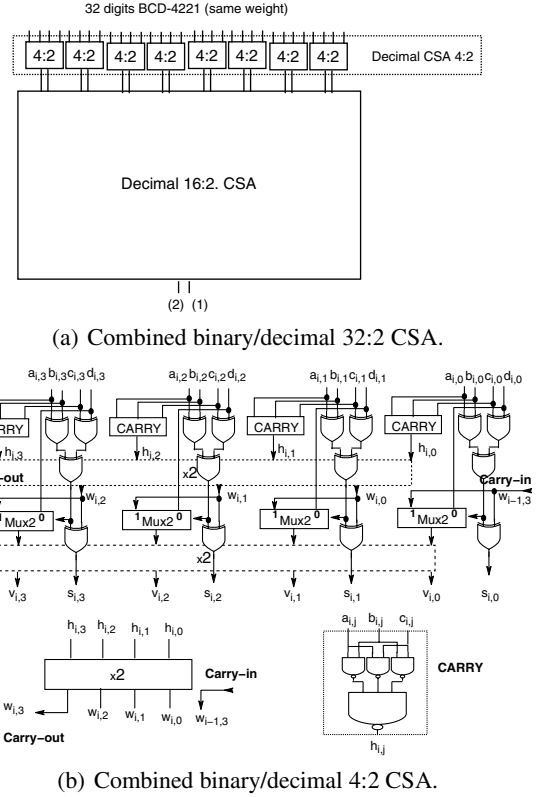 32 digits BCD-4221 (same weight)
4:2 4:2 4:2 4:2 4:2 4:2 4:2 4:2
Decimal CSA 4:2
Decimal 16:2. CSA
(2) (1)
(a) Combined binary/decimal 32:2 CSA.
a_{i,3} b_{i,3} c_{i,3} d_{i,3} a_{i,2} b_{i,2} c_{i,2} d_{i,2} a_{i,1} b_{i,1} c_{i,1} d_{i,1} a_{i,0} b_{i,0} c_{i,0} d_{i,0}
RRY CARRY CARRY CARRY
h_{i,3} h_{i,2} h_{i,1} h_{i,0}
-out x2 Carry-in
w_{i,2} w_{i,1} w_{i,0} w_{i-1,3}
1 Mux2 0 1 Mux2 0 1 Mux2 0 1 Mux2 0
x2
v_{i,3} s_{i,3} v_{i,2} s_{i,2} v_{i,1} s_{i,1} v_{i,0} s_{i,0}
h_{i,3} h_{i,2} h_{i,1} h_{i,0}
x2
Carry-in
w_{i,3} w_{i,2} w_{i,1} w_{i,0} w_{i-1,3}
Carry-out
a_{i,j} b_{i,j} c_{i,j}
CARRY
h_{i,j}
(b) Combined binary/decimal 4:2 CSA.